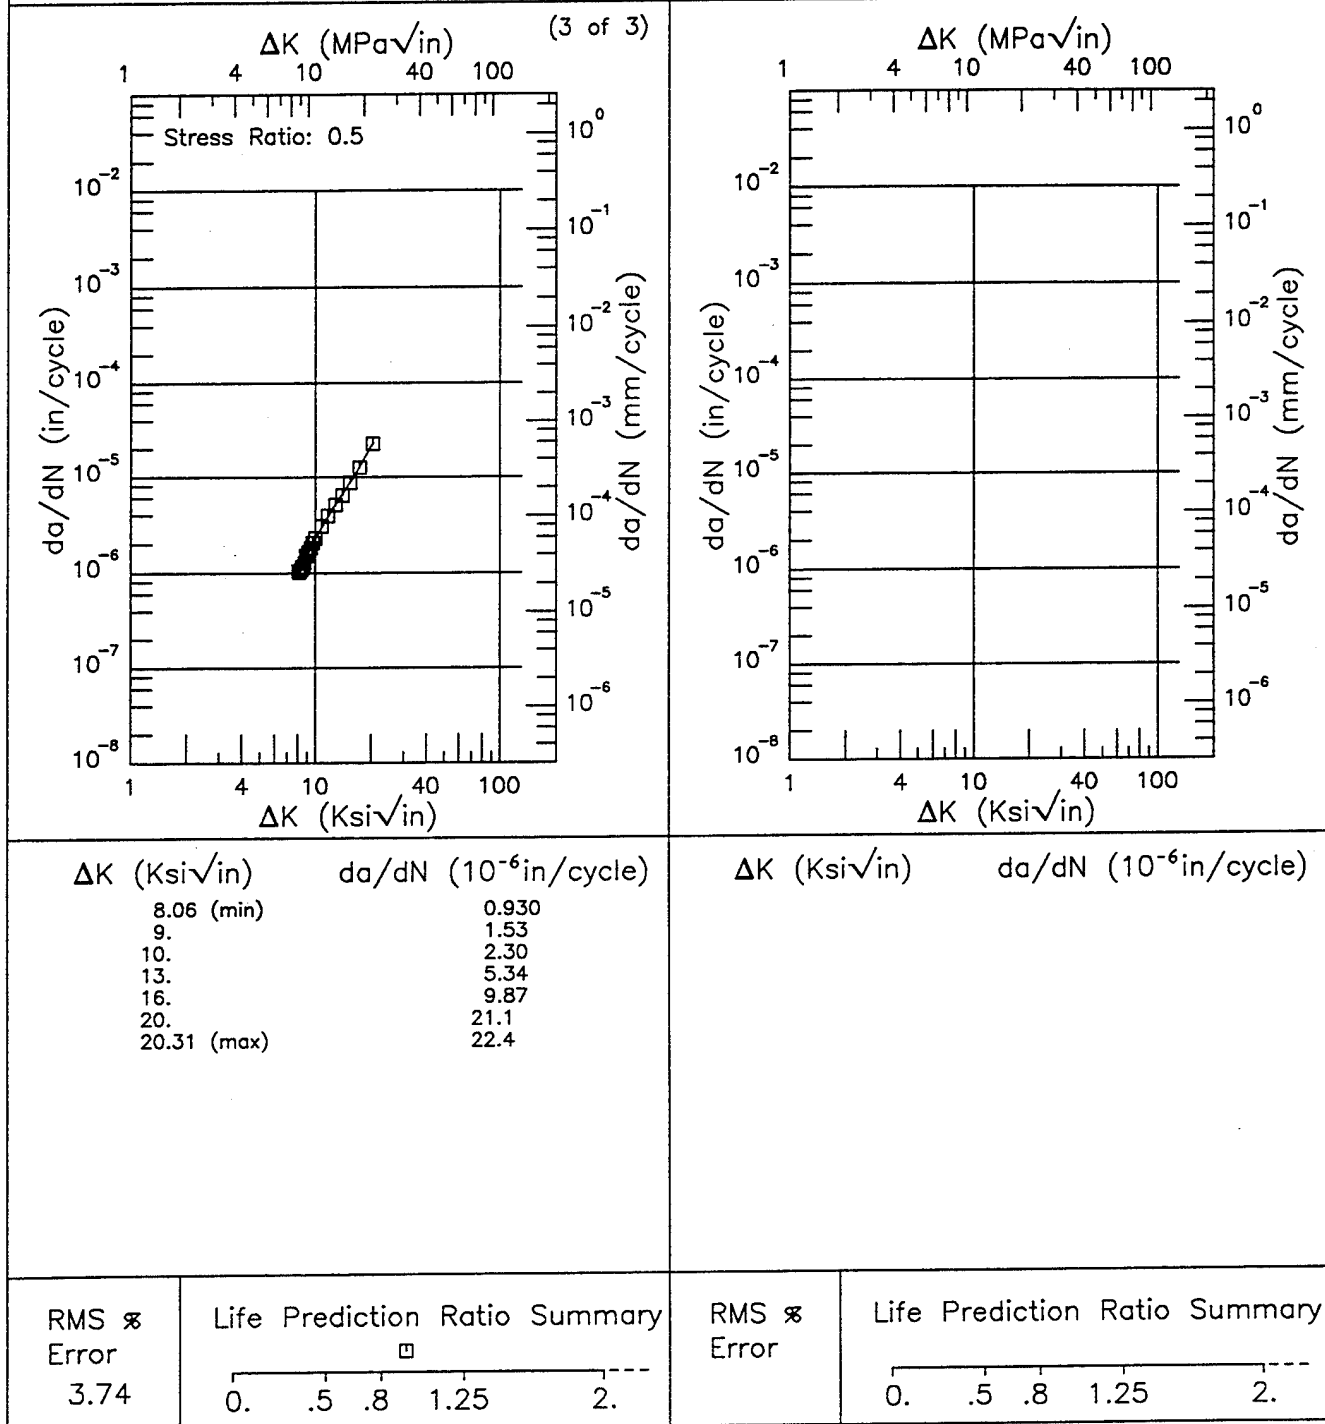 (3 of 3)
ΔK (MPa√in)
1 4 10 40 100
Stress Ratio: 0.5
10⁰
10⁻²
10⁻¹
10⁻³
10⁻²
10⁻⁴
10⁻³
10⁻⁵
10⁻⁴
10⁻⁶
10⁻⁵
10⁻⁷
10⁻⁶
10⁻⁸
da/dN (in/cycle)
da/dN (mm/cycle)
1 4 10 40 100
ΔK (Ksi√in)
ΔK (MPa√in)
1 4 10 40 100
10⁰
10⁻²
10⁻¹
10⁻³
10⁻²
10⁻⁴
10⁻³
10⁻⁵
10⁻⁴
10⁻⁶
10⁻⁵
10⁻⁷
10⁻⁶
10⁻⁸
da/dN (in/cycle)
da/dN (mm/cycle)
1 4 10 40 100
ΔK (Ksi√in)
ΔK (Ksi√in) da/dN (10⁻⁶in/cycle)
8.06 (min) 0.930
9. 1.53
10. 2.30
13. 5.34
16. 9.87
20. 21.1
20.31 (max) 22.4
ΔK (Ksi√in) da/dN (10⁻⁶in/cycle)
RMS %
Error
3.74
Life Prediction Ratio Summary
0. .5 .8 1.25 2.
RMS %
Error
Life Prediction Ratio Summary
0. .5 .8 1.25 2.